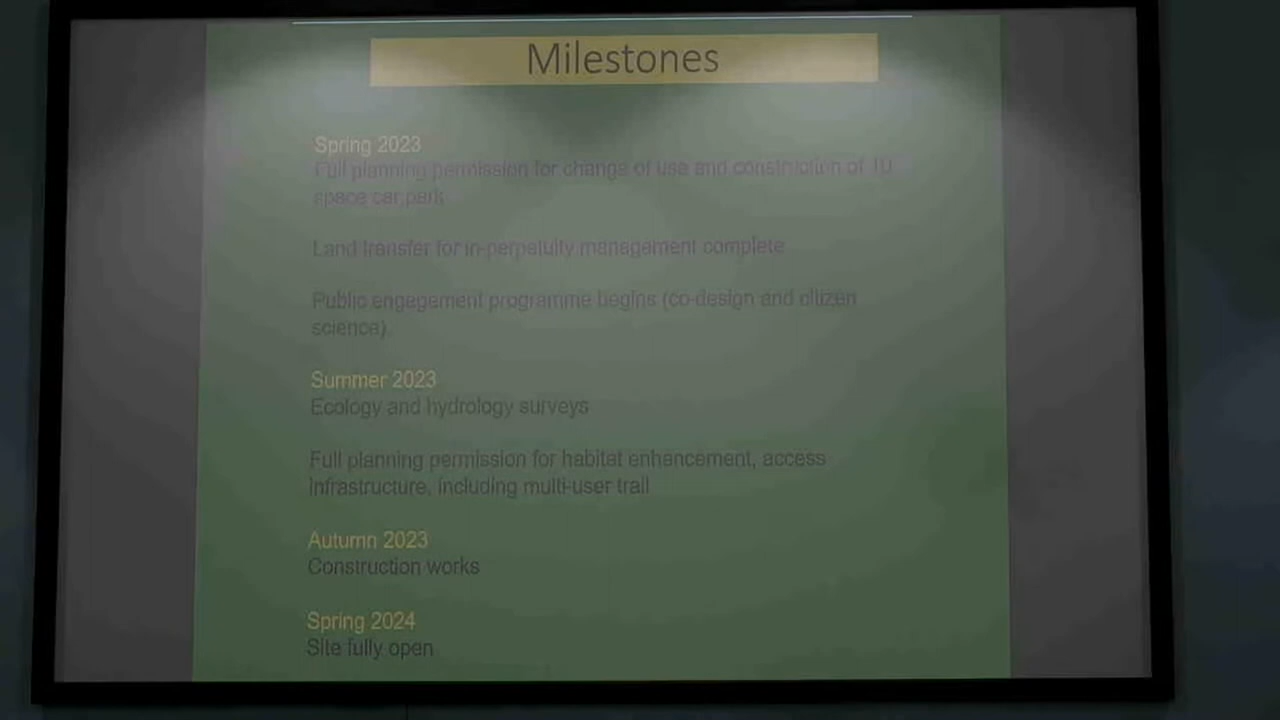 Milestones
Spring 2023
Full planning permission for change of use and construction of 10
space car park
Land transfer for in-perpetuity management complete
Public engagement programme begins (co-design and citizen
science)
Summer 2023
Ecology and hydrology surveys
Full planning permission for habitat enhancement, access
infrastructure, including multi-user trail
Autumn 2023
Construction works
Spring 2024
Site fully open